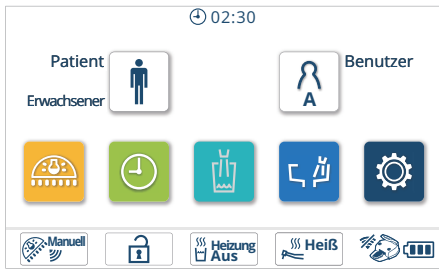 02:30
Patient
Benutzer
Erwachsener
A
Manuell
Heizung
Aus
Heiß